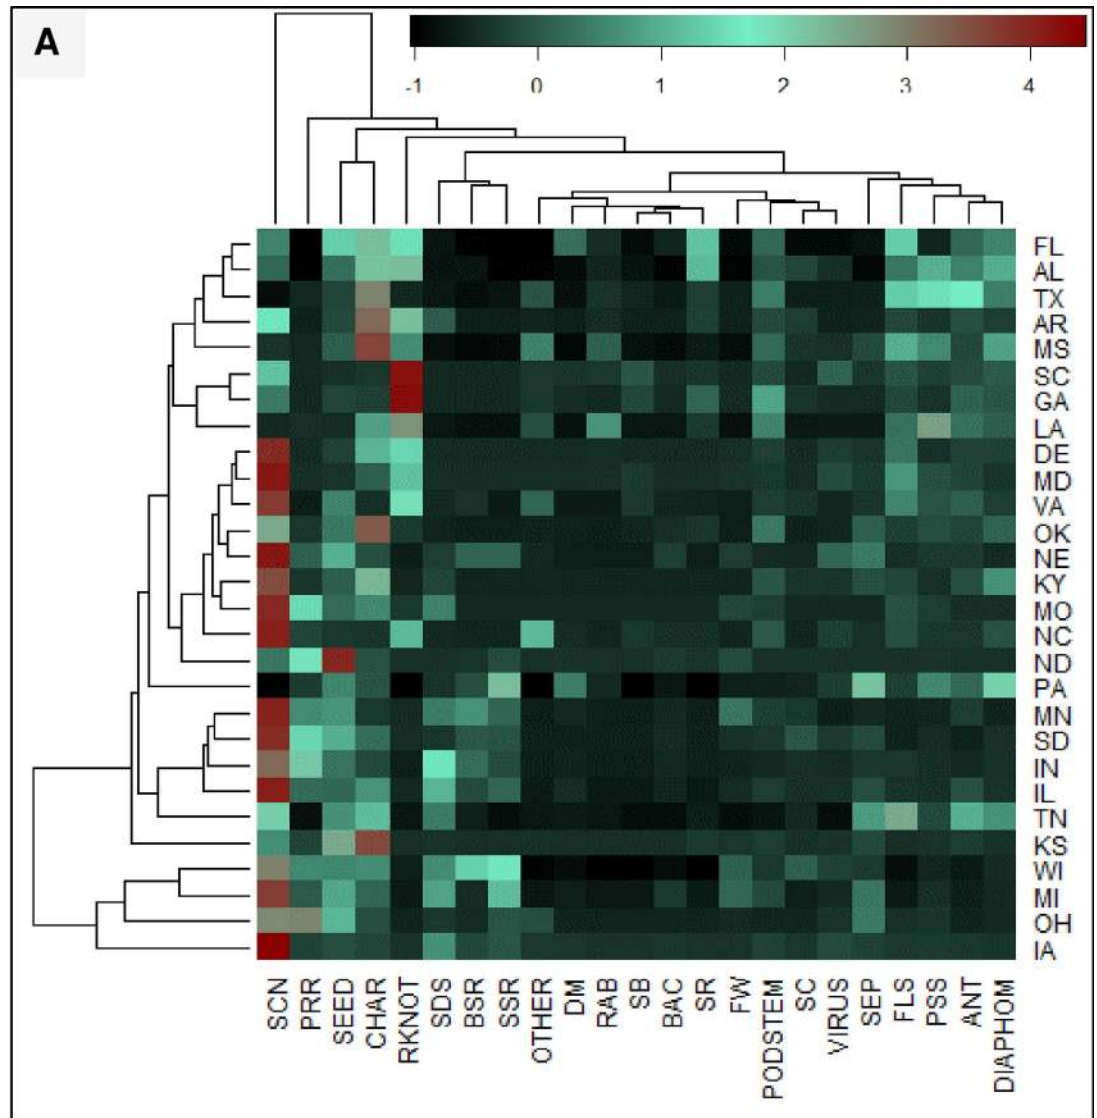 A
-1 0 1 2 3 4
FL
AL
TX
AR
MS
SC
GA
LA
DE
MD
VA
OK
NE
KY
MO
NC
ND
PA
MN
SD
IN
IL
TN
KS
WI
MI
OH
IA
SCN PRR SEED CHAR RKNOT SDS BSR SSR OTHER DM RAB SB BAC SR FW PODSTEM SC VIRUS SEP FLS PSS ANT DIAPHOM